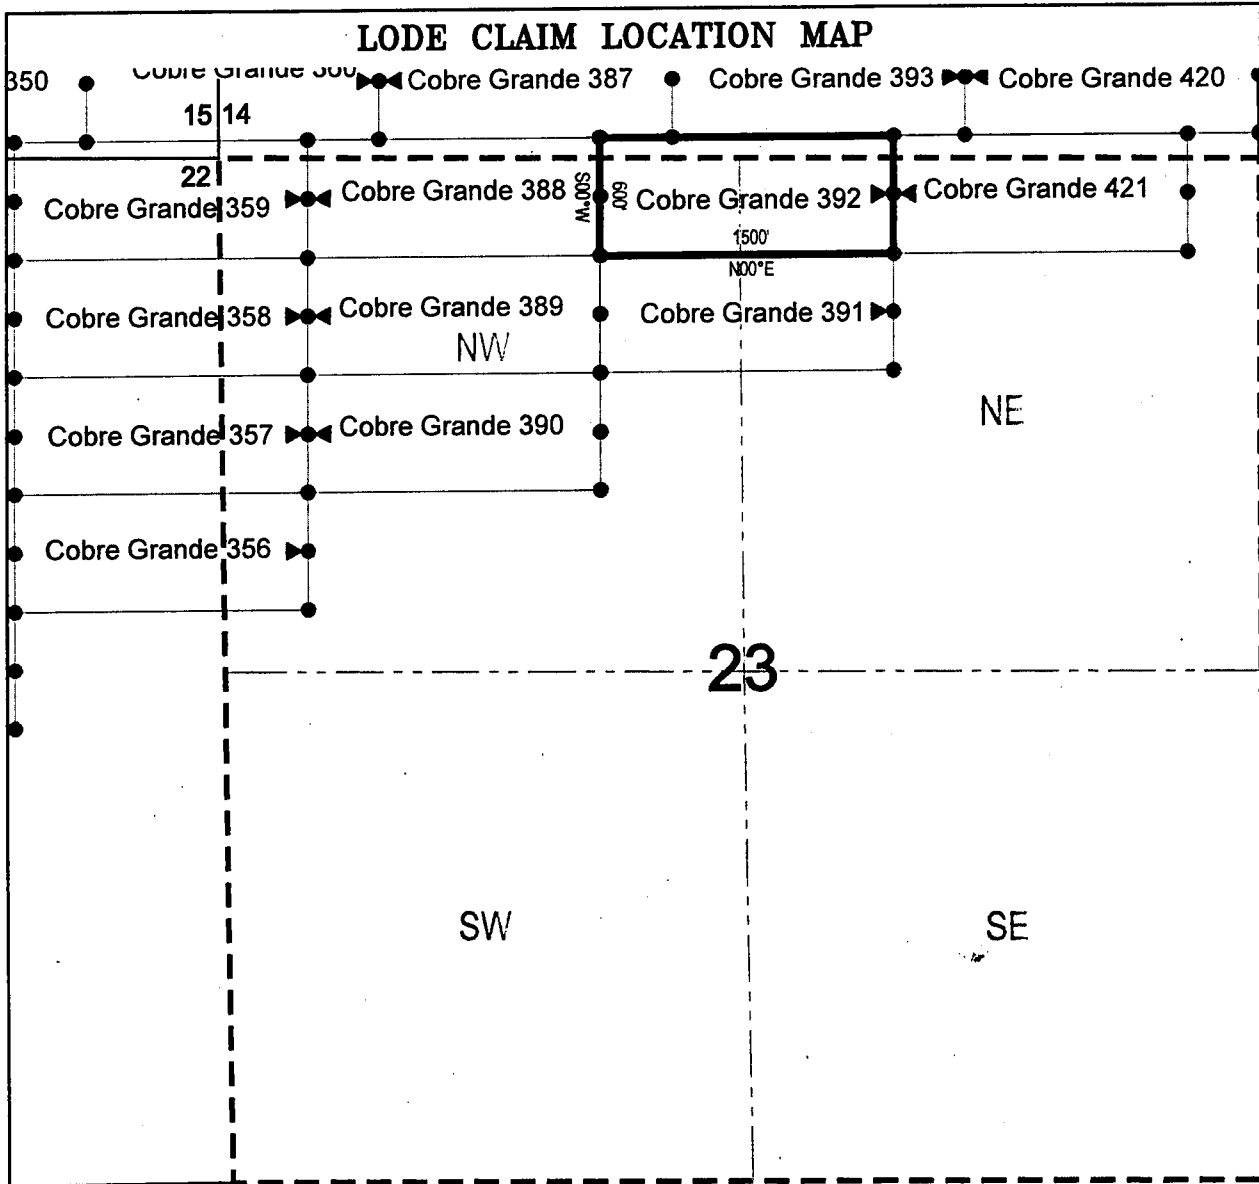 LODE CLAIM LOCATION MAP
350 Cobre Grande Cobre Grande 387 Cobre Grande 393 Cobre Grande 420
15 14
22
Cobre Grande 359 Cobre Grande 388 S00°W 600' Cobre Grande 392 Cobre Grande 421
1500'
N00°E
Cobre Grande 358 Cobre Grande 389 Cobre Grande 391
NW
NE
Cobre Grande 357 Cobre Grande 390
Cobre Grande 356
23
SW SE